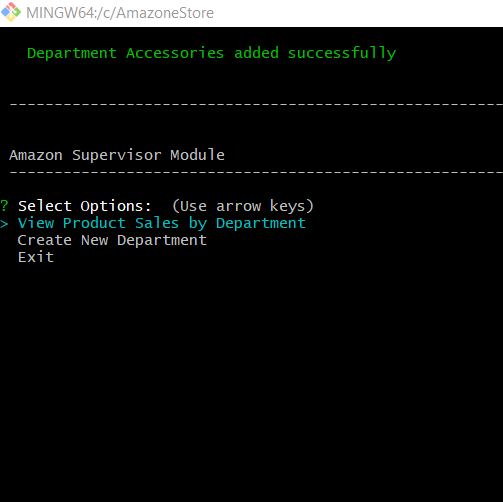 MINGW64:/c/AmazoneStore
Department Accessories added successfully
-------------------------------------------------------
Amazon Supervisor Module
-------------------------------------------------------
? Select Options:  (Use arrow keys)
> View Product Sales by Department
Create New Department
Exit